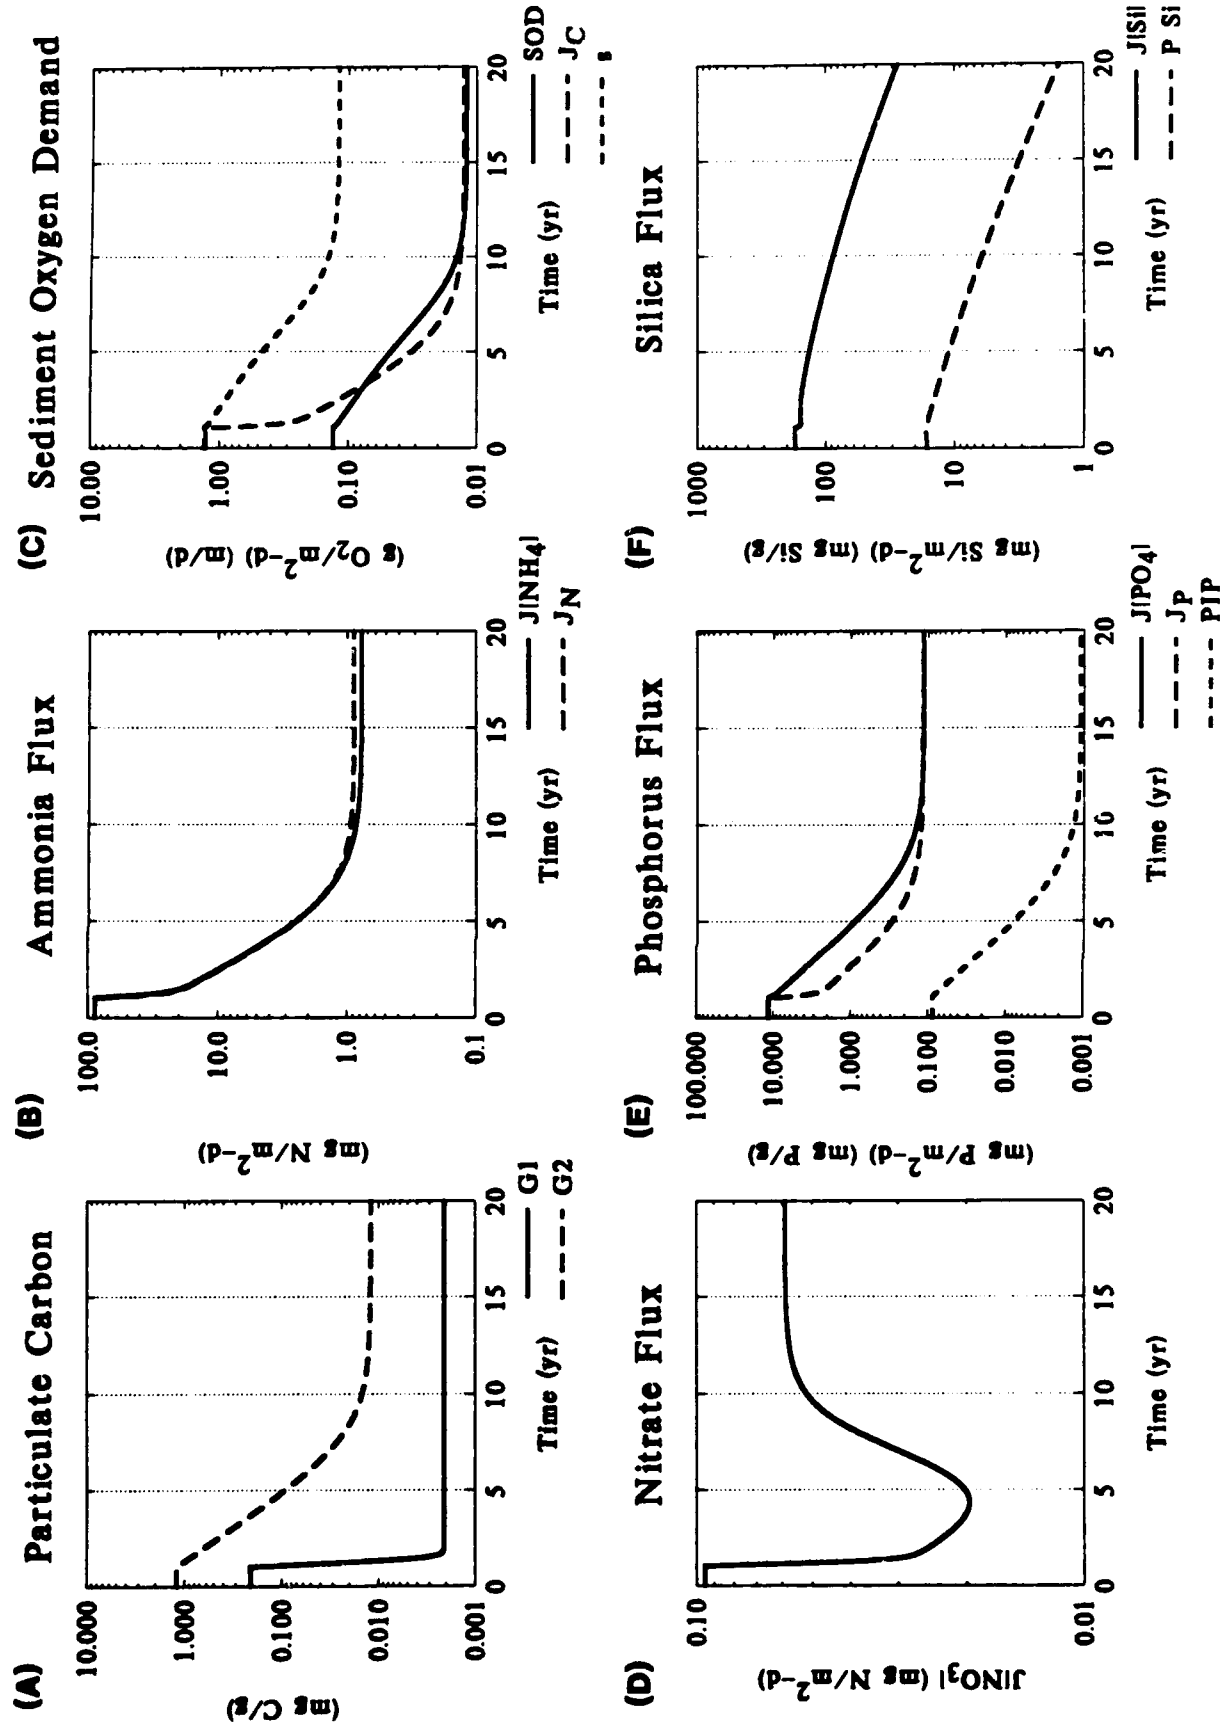 (A) Particulate Carbon
(mg C/g)
10.000
1.000
0.100
0.010
0.001
0 5 10 15 20
Time (yr)
G1
G2
(B) Ammonia Flux
(mg N/m²-d)
100.0
10.0
1.0
0.1
0 5 10 15 20
Time (yr)
J[NH4]
JN
(C) Sediment Oxygen Demand
(g O2/m²-d) (m/d)
10.00
1.00
0.10
0.01
0 5 10 15 20
Time (yr)
SOD
JC
s
(D) Nitrate Flux
J[NO3] (mg N/m²-d)
0.10
0.01
0 5 10 15 20
Time (yr)
(E) Phosphorus Flux
(mg P/m²-d) (mg P/g)
100.000
10.000
1.000
0.100
0.010
0.001
0 5 10 15 20
Time (yr)
J[PO4]
JP
PIP
(F) Silica Flux
(mg Si/m²-d) (mg Si/g)
1000
100
10
1
0 5 10 15 20
Time (yr)
J[Si]
P Si